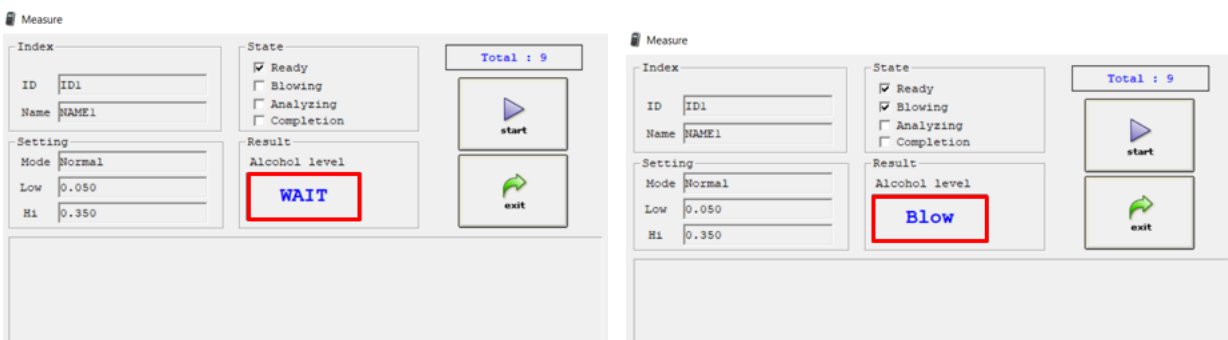 Measure
Index
ID ID1
Name NAME1
State
Ready
Blowing
Analyzing
Completion
Total : 9
start
Setting
Mode Normal
Low 0.050
Hi 0.350
Result
Alcohol level
WAIT
exit
Measure
Index
ID ID1
Name NAME1
State
Ready
Blowing
Analyzing
Completion
Total : 9
start
Setting
Mode Normal
Low 0.050
Hi 0.350
Result
Alcohol level
Blow
exit